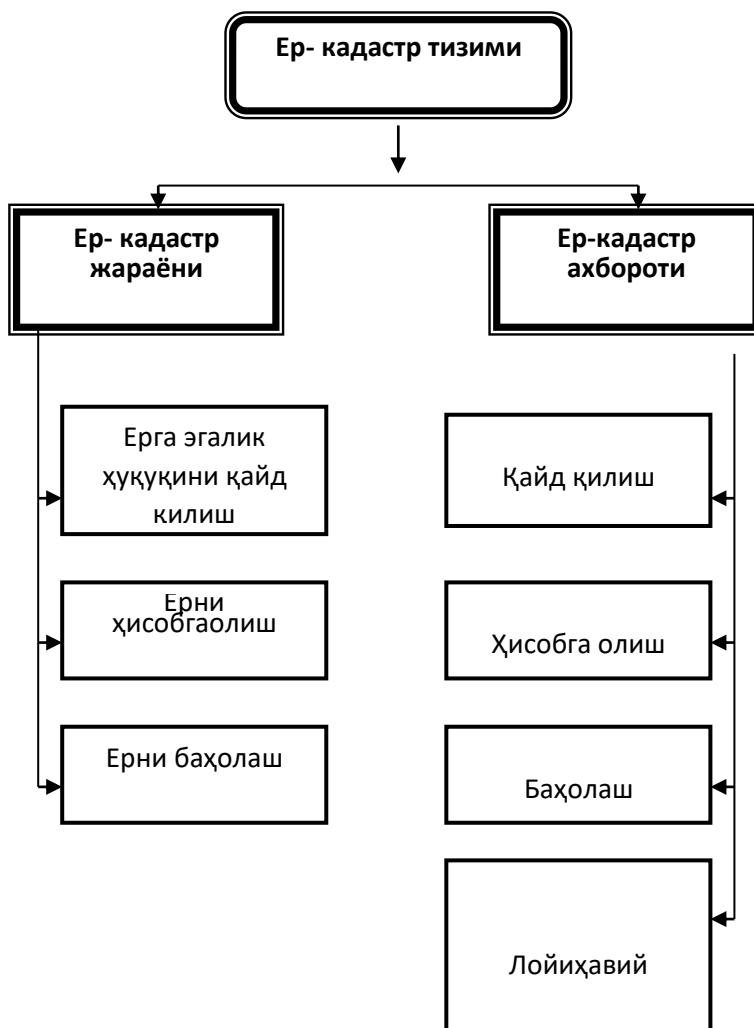 Ер- кадастр тизими
Ер- кадастр
жараёни
Ер-кадастр
ахбороти
Ерга эгалик
ҳуқуқини қайд
килиш
Қайд қилиш
Ерни
ҳисобгаолиш
Ҳисобга олиш
Ерни баҳолаш
Баҳолаш
Лойиҳавий